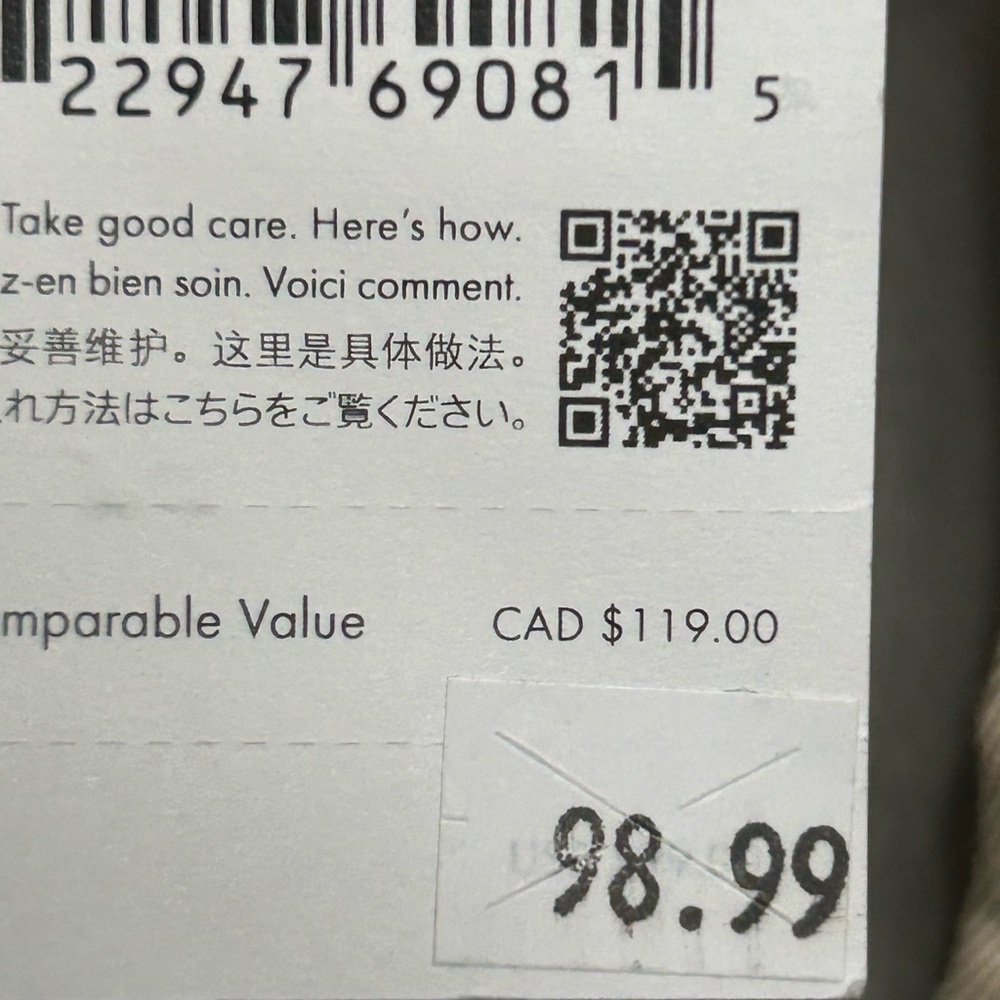 22947 69081 5
Take good care. Here's how.
z-en bien soin. Voici comment.
妥善维护。这里是具体做法。
れ方法はこちらをご覧ください。
mparable Value CAD $119.00
98.99